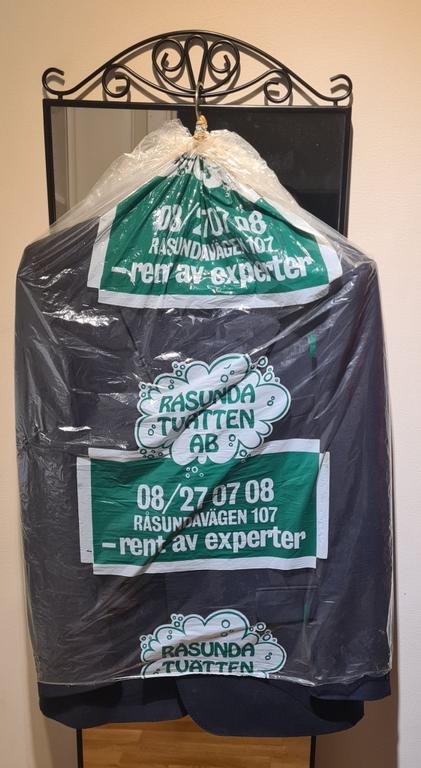 08/ 27 07 08
RÅSUNDAVÄGEN 107
– rent av experter
RÅSUNDA
TVÄTTEN
AB
08/27 07 08
RÅSUNDAVÄGEN 107
– rent av experter
RÅSUNDA
TVÄTTEN